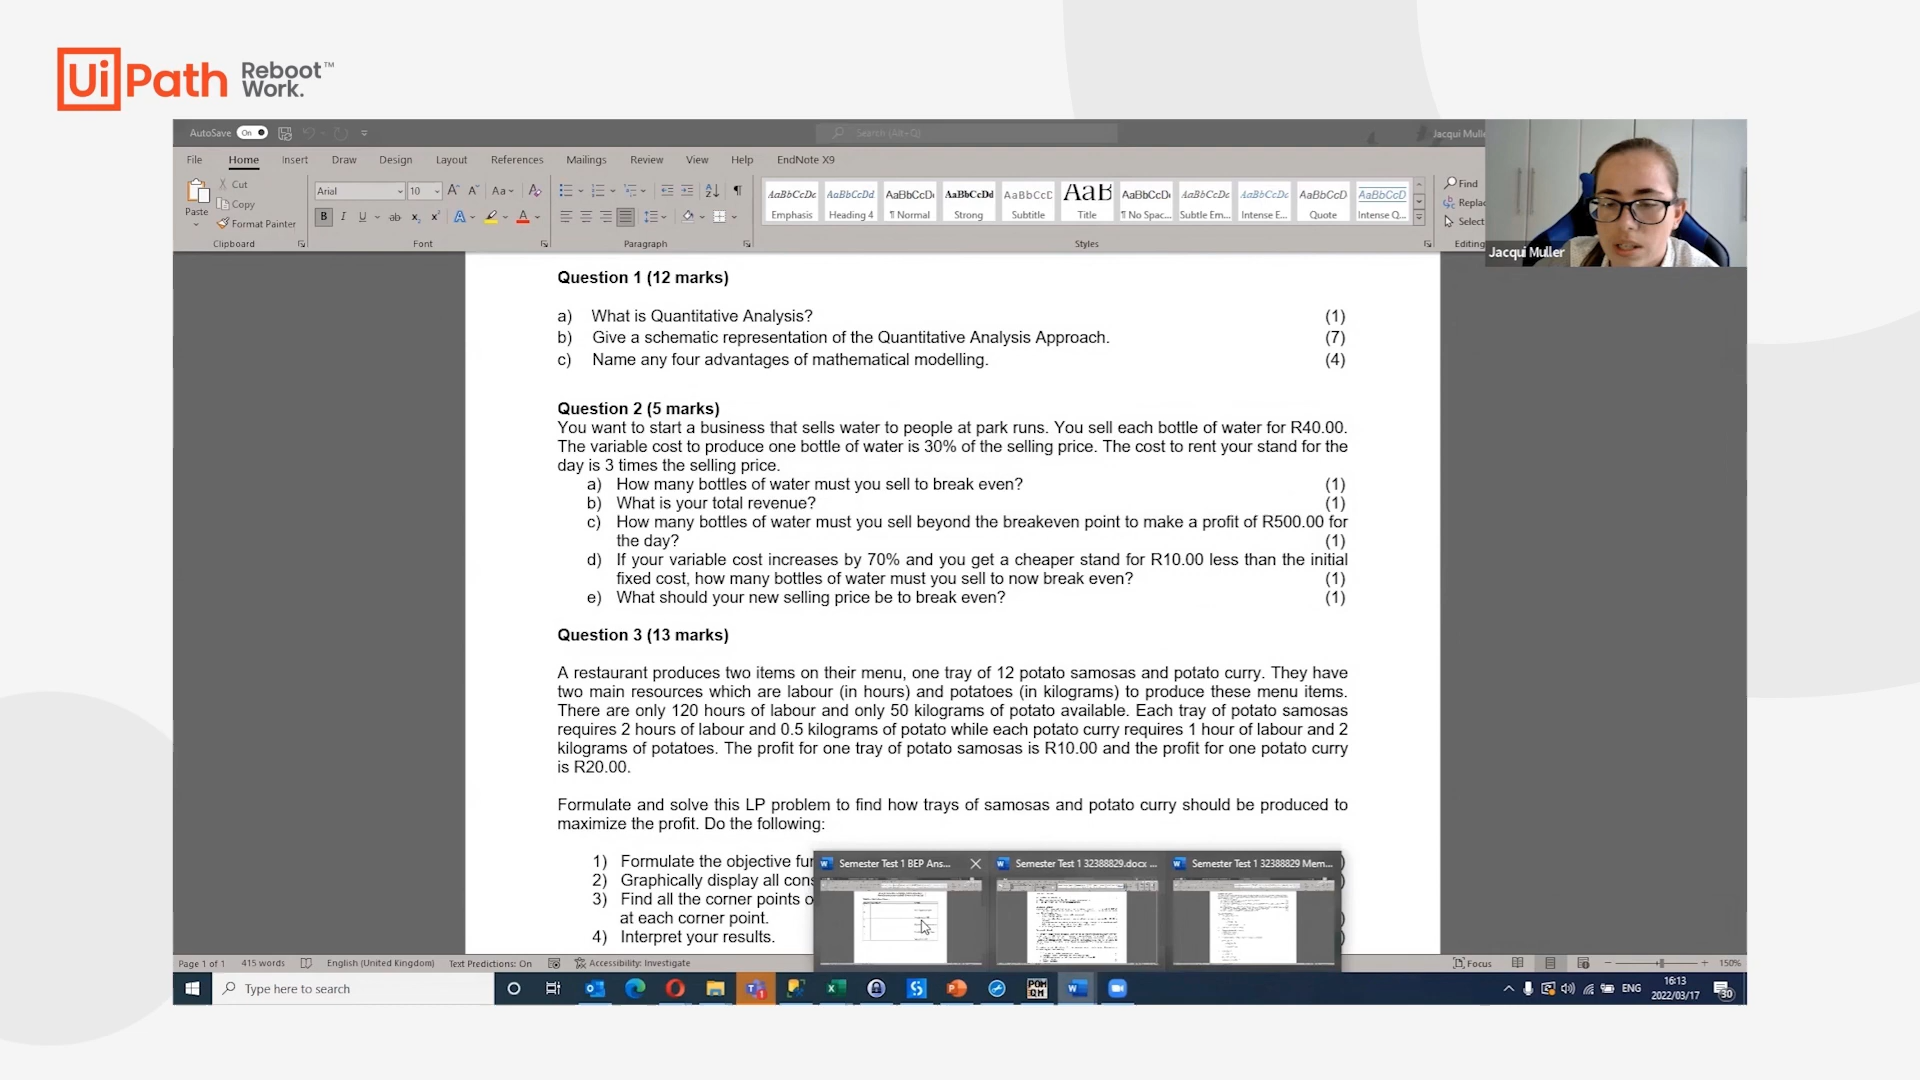 UiPath Reboot Work.™
AutoSave On Search (Alt+Q) Jacqui Mulle
File Home Insert Draw Design Layout References Mailings Review View Help EndNote X9
Cut
Copy
Paste
Format Painter
Arial 10
AaBbCcDc AaBbCcDd AaBbCcDc AaBbCcDd AaBbCcD AaB AaBbCcDc AaBbCcDc AaBbCcDc AaBbCcD AaBbCcD
Emphasis Heading 4 ¶ Normal Strong Subtitle Title ¶ No Spac... Subtle Em... Intense E... Quote Intense Q...
Find
Replac
Select
Clipboard Font Paragraph Styles Editing
Jacqui Muller
Question 1 (12 marks)
a) What is Quantitative Analysis? (1)
b) Give a schematic representation of the Quantitative Analysis Approach. (7)
c) Name any four advantages of mathematical modelling. (4)
Question 2 (5 marks)
You want to start a business that sells water to people at park runs. You sell each bottle of water for R40.00.
The variable cost to produce one bottle of water is 30% of the selling price. The cost to rent your stand for the
day is 3 times the selling price.
a) How many bottles of water must you sell to break even? (1)
b) What is your total revenue? (1)
c) How many bottles of water must you sell beyond the breakeven point to make a profit of R500.00 for
the day? (1)
d) If your variable cost increases by 70% and you get a cheaper stand for R10.00 less than the initial
fixed cost, how many bottles of water must you sell to now break even? (1)
e) What should your new selling price be to break even? (1)
Question 3 (13 marks)
A restaurant produces two items on their menu, one tray of 12 potato samosas and potato curry. They have
two main resources which are labour (in hours) and potatoes (in kilograms) to produce these menu items.
There are only 120 hours of labour and only 50 kilograms of potato available. Each tray of potato samosas
requires 2 hours of labour and 0.5 kilograms of potato while each potato curry requires 1 hour of labour and 2
kilograms of potatoes. The profit for one tray of potato samosas is R10.00 and the profit for one potato curry
is R20.00.
Formulate and solve this LP problem to find how trays of samosas and potato curry should be produced to
maximize the profit. Do the following:
1) Formulate the objective fur
2) Graphically display all cons
3) Find all the corner points o
at each corner point.
4) Interpret your results.
Semester Test 1 BEP Ans... Semester Test 1 32388829.docx ... Semester Test 1 32388829 Mem...
Page 1 of 1 415 words English (United Kingdom) Text Predictions: On Accessibility: Investigate Focus 150%
Type here to search
ENG 16:13
2022/03/17 30